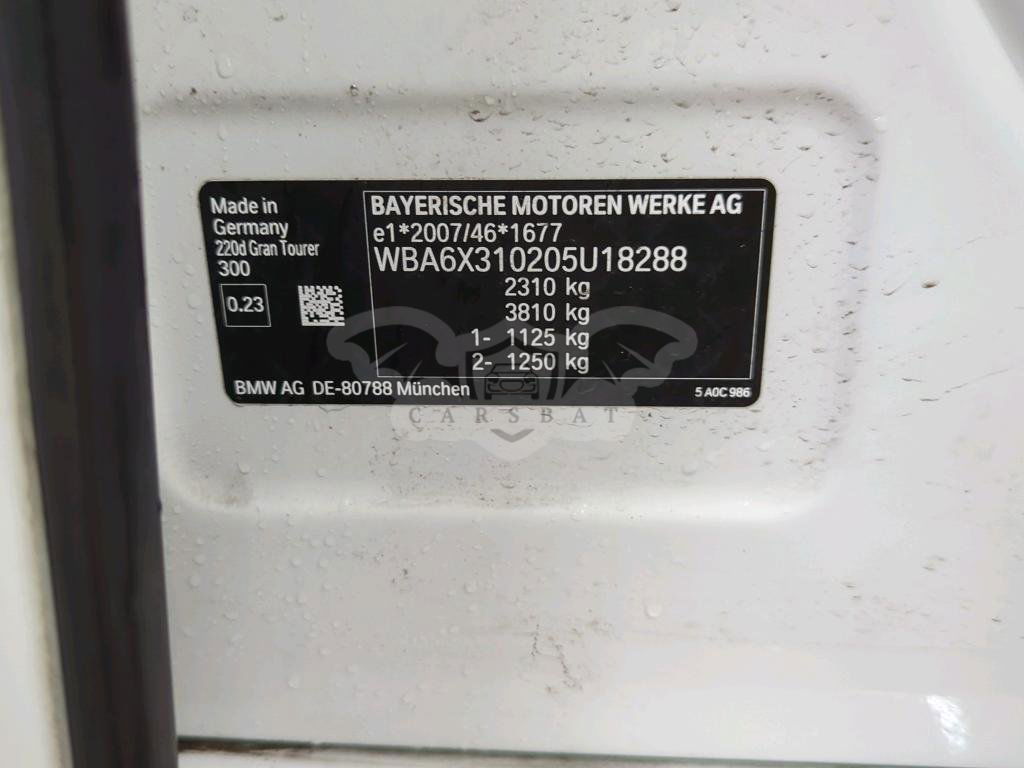 Made in
Germany
220d Gran Tourer
300
0.23
BMW AG DE-80788 München
BAYERISCHE MOTOREN WERKE AG
e1*2007/46*1677
WBA6X310205U18288
2310 kg
3810 kg
1- 1125 kg
2- 1250 kg
5 A0C 986
CARSBAT